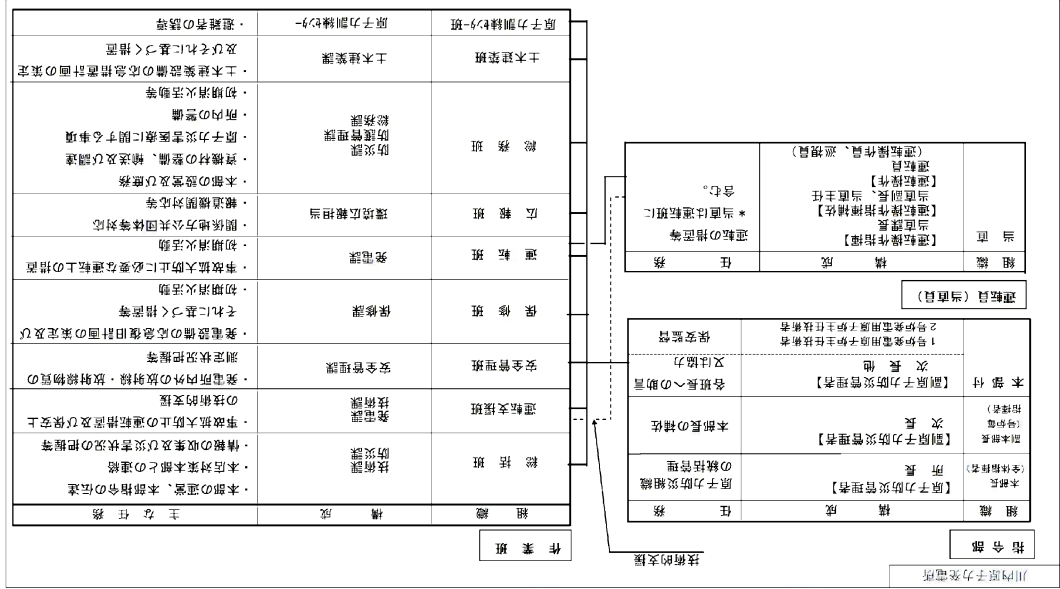 川内原子力発電所
指令部
組織　構成　任務
本部長
(全体指揮者)
【原子力防災管理者】
所　長
原子力防災組織
の統括管理
副本部長
(号炉毎
指揮者)
【副原子力防災管理者】
次　長
本部長の補佐
本部付
【副原子力防災管理者】
次　長　他
各班長への助言
又は協力
1号炉発電用原子炉主任技術者
2号炉発電用原子炉主任技術者
保安監督
運転員（当直員）
組織　構成　任務
当直
【運転操作指揮】
当直課長
【運転操作指揮補佐】
当直副長、当直主任
【運転操作】
運転員
（運転操作員、巡視員）
運転の指置等
＊当直は運転班に
含む。
技術的支援
作業班
組織　構成　主な任務
総括班
技術課
防災課
・本部の運営、本部指令の伝達
・本店対策本部との連絡
・情報の収集及び災害状況の把握等
運転支援班
発電課
技術課
・事故拡大防止の運転措置及び保安上
の技術的支援
安全管理班
安全管理課
・発電所内外の放射線・放射線物質の
測定状況把握等
保修班
保修課
・発電設備の応急復旧計画の策定及び
それに基づく措置等
・初期消火活動
運転班
発電課
・事故拡大防止に必要な運転上の措置
・初期消火活動
広報班
環境広報担当
・関係地方公共団体等対応
・報道機関対応等
総務班
防災課
防護管理課
総務課
・本部の設営及び庶務
・資機材の整備、輸送及び調達
・原子力災害医療に関する事項
・所内の警備
・初期消火活動等
土木建築班
土木建築課
・土木建築設備の応急措置計画の策定
及びそれに基づく措置
原子力訓練ｾﾝﾀｰ班
原子力訓練ｾﾝﾀｰ
・避難者の誘導